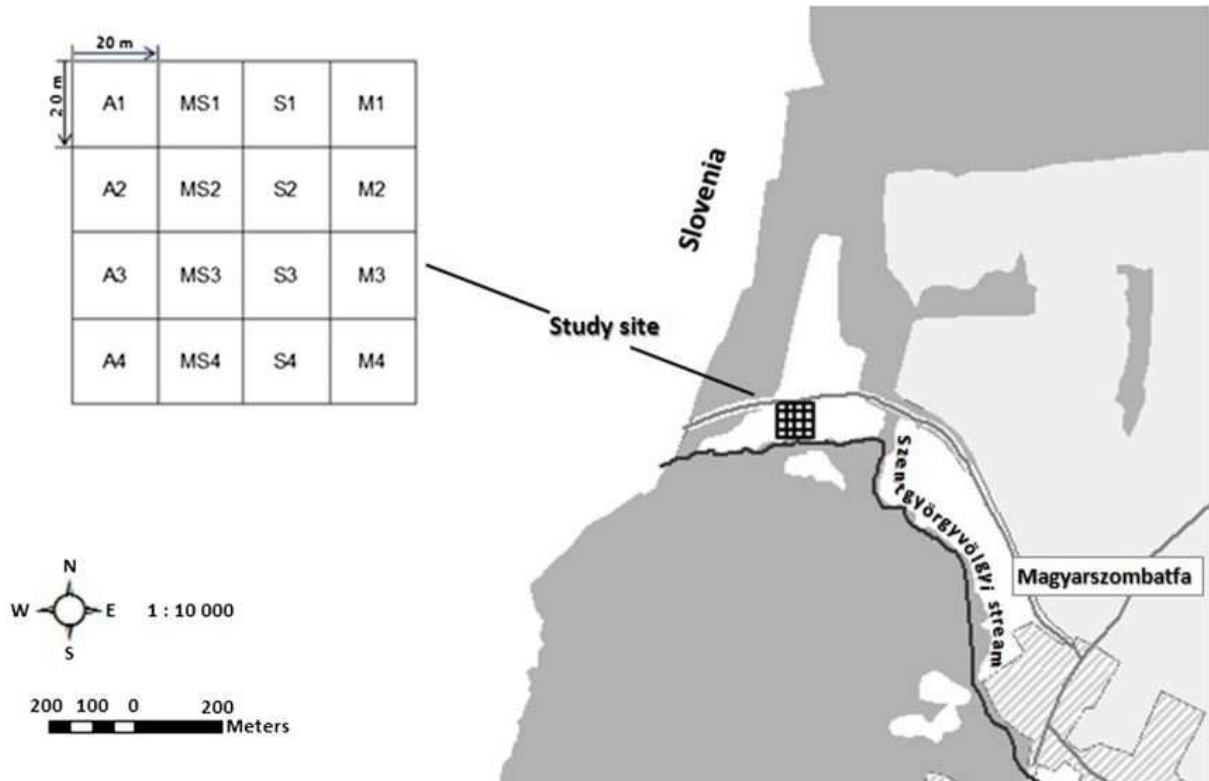 20 m
20 m
A1 MS1 S1 M1
A2 MS2 S2 M2
A3 MS3 S3 M3
A4 MS4 S4 M4
Slovenia
Study site
Szentgyörgyvölgyi stream
Magyarszombatfa
N
W E
S
1 : 10 000
200 100 0 200
Meters